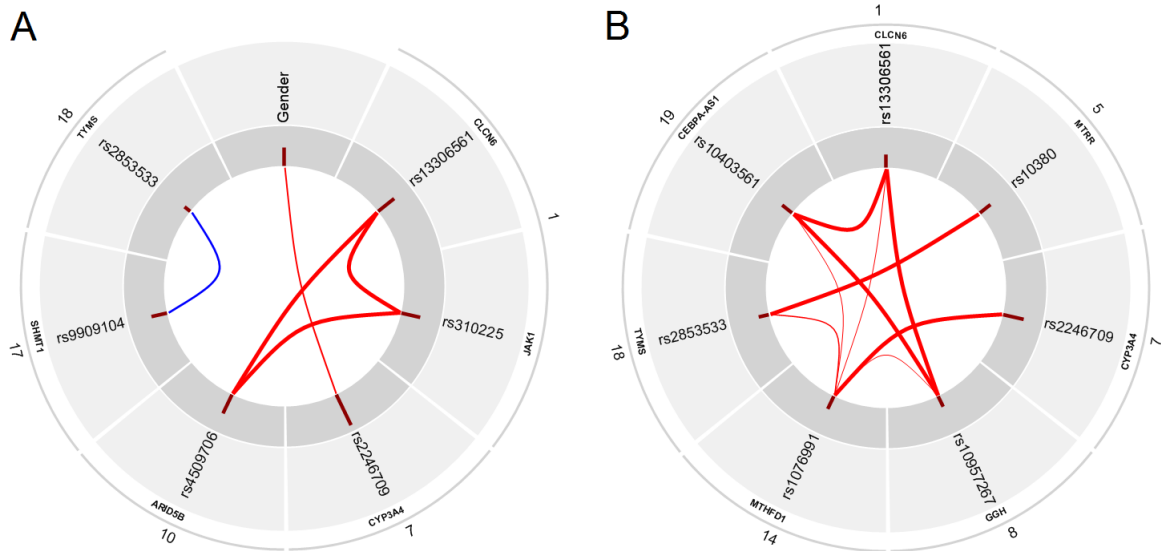 A
Gender
CLCN6
rs13306561
1
rs310225
JAK1
rs2246709
CYP3A4
7
rs4509706
ARID5B
10
rs9909104
SHMT1
17
rs2853533
TYMS
18
B
1
CLCN6
rs13306561
5
MTRR
rs10380
rs2246709
CYP3A4
7
rs10957267
GGH
8
rs1076991
MTHFD1
14
rs2853533
TYMS
18
rs10403561
CEBPA-AS1
19